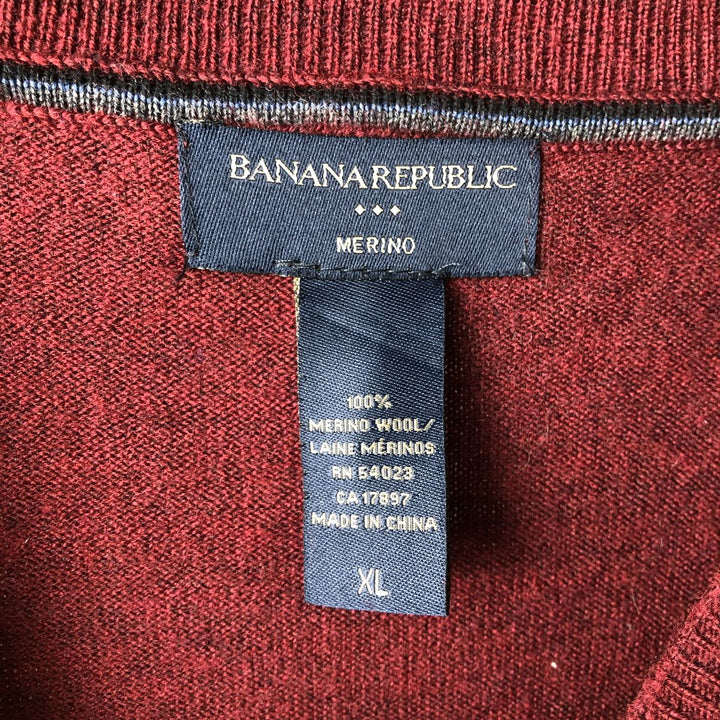 BANANA REPUBLIC
MERINO
100%
MERINO WOOL/
LAINE MÉRINOS
RN 54023
CA 17897
MADE IN CHINA
XL